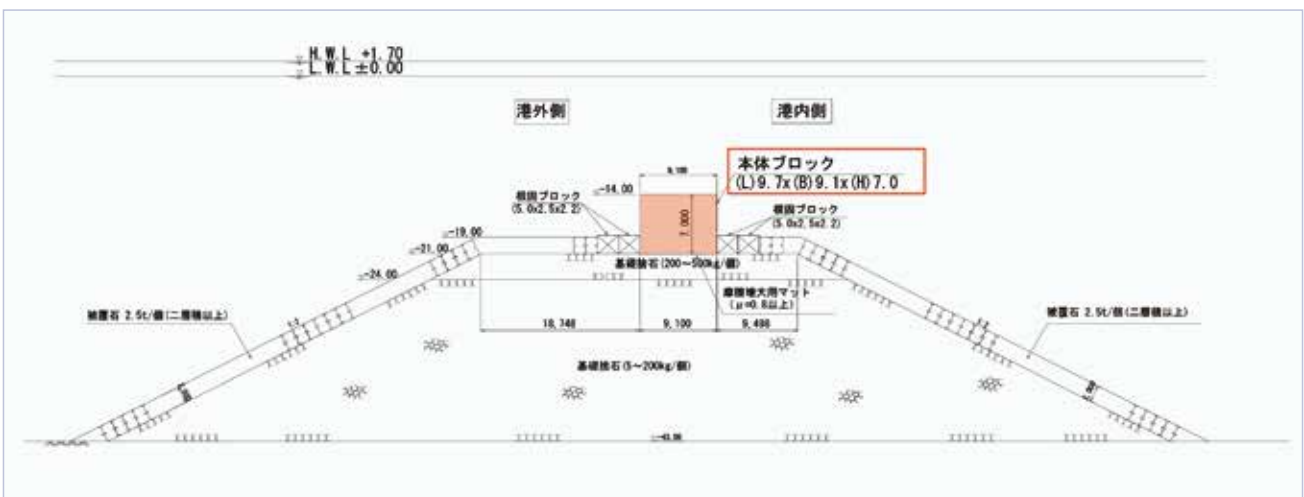 H.W.L +1.70
L.W.L ±0.00
港外側
港内側
本体ブロック
(L)9.7x(B)9.1x(H)7.0
9,100
-14.00
7,000
根固ブロック
(5.0x2.5x2.2)
根固ブロック
(5.0x2.5x2.2)
-19.00
-21.00
-24.00
基礎捨石(200～500kg/個)
摩擦増大用マット
(μ=0.8以上)
被覆石 2.5t/個(二層積以上)
被覆石 2.5t/個(二層積以上)
9,100
基礎捨石(5～200kg/個)